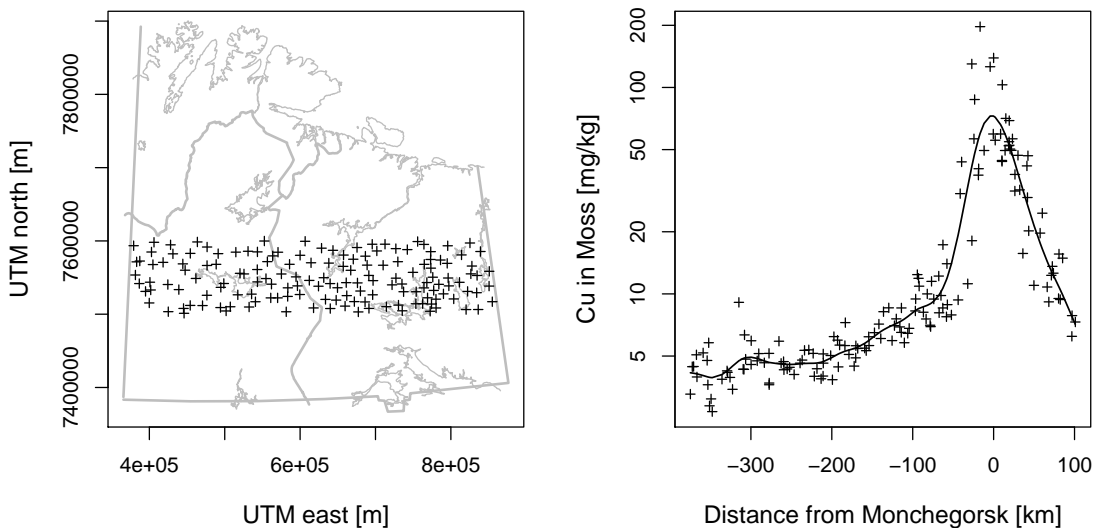 7400000 7600000 7800000
UTM north [m]
4e+05 6e+05 8e+05
UTM east [m]
5 10 20 50 100 200
Cu in Moss [mg/kg]
−300 −200 −100 0 100
Distance from Monchegorsk [km]